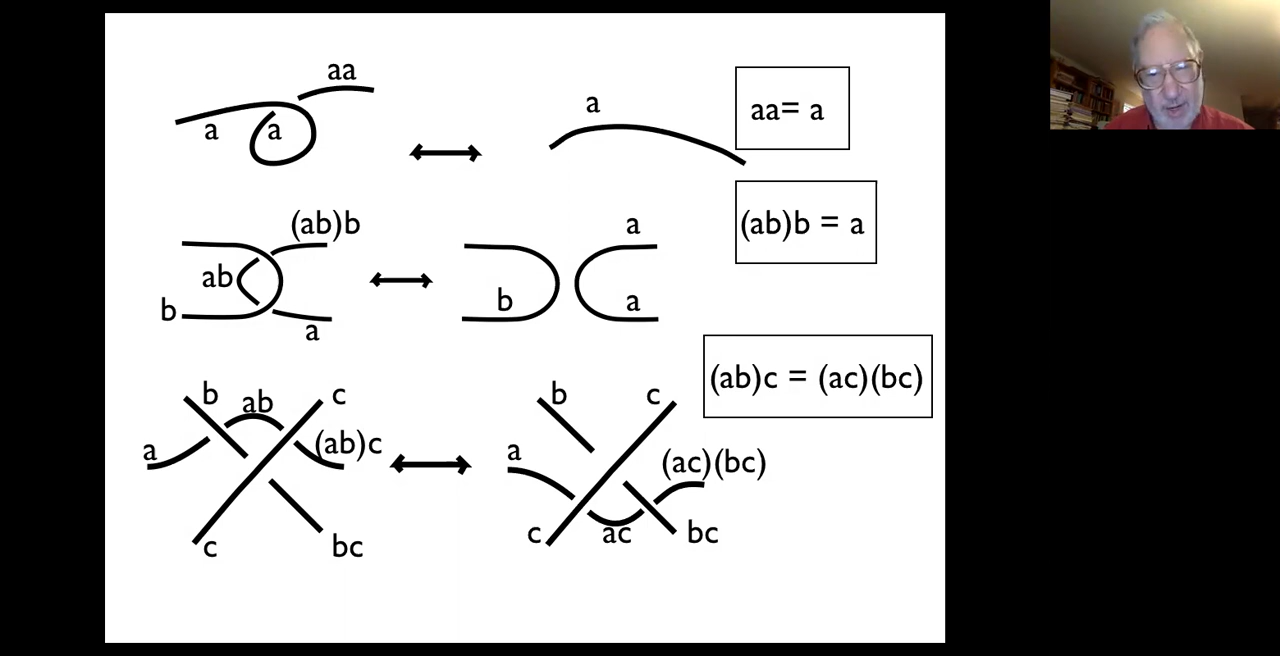 aa
a
a
a
aa= a
(ab)b
ab
b
a
b
a
a
(ab)b = a
b
ab
c
a
(ab)c
c
bc
b
c
a
(ac)(bc)
c
ac
bc
(ab)c = (ac)(bc)